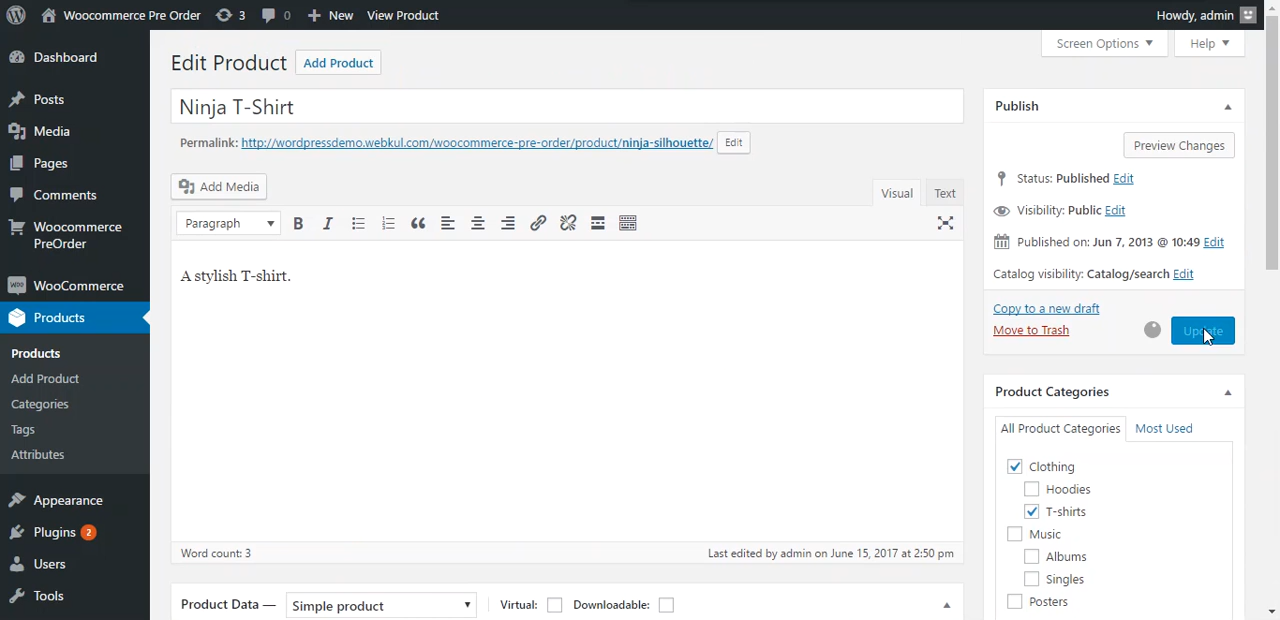 Woocommerce Pre Order 3 0 New View Product Howdy, admin
Dashboard
Posts
Media
Pages
Comments
Woocommerce
PreOrder
WooCommerce
Products
Products
Add Product
Categories
Tags
Attributes
Appearance
Plugins 2
Users
Tools
Screen Options Help
Edit Product Add Product
Ninja T-Shirt
Permalink: http://wordpressdemo.webkul.com/woocommerce-pre-order/product/ninja-silhouette/ Edit
Add Media
Visual Text
Paragraph B I
A stylish T-shirt.
Word count: 3 Last edited by admin on June 15, 2017 at 2:50 pm
Product Data — Simple product Virtual: Downloadable:
Publish
Preview Changes
Status: Published Edit
Visibility: Public Edit
Published on: Jun 7, 2013 @ 10:49 Edit
Catalog visibility: Catalog/search Edit
Copy to a new draft
Move to Trash Update
Product Categories
All Product Categories Most Used
Clothing
Hoodies
T-shirts
Music
Albums
Singles
Posters